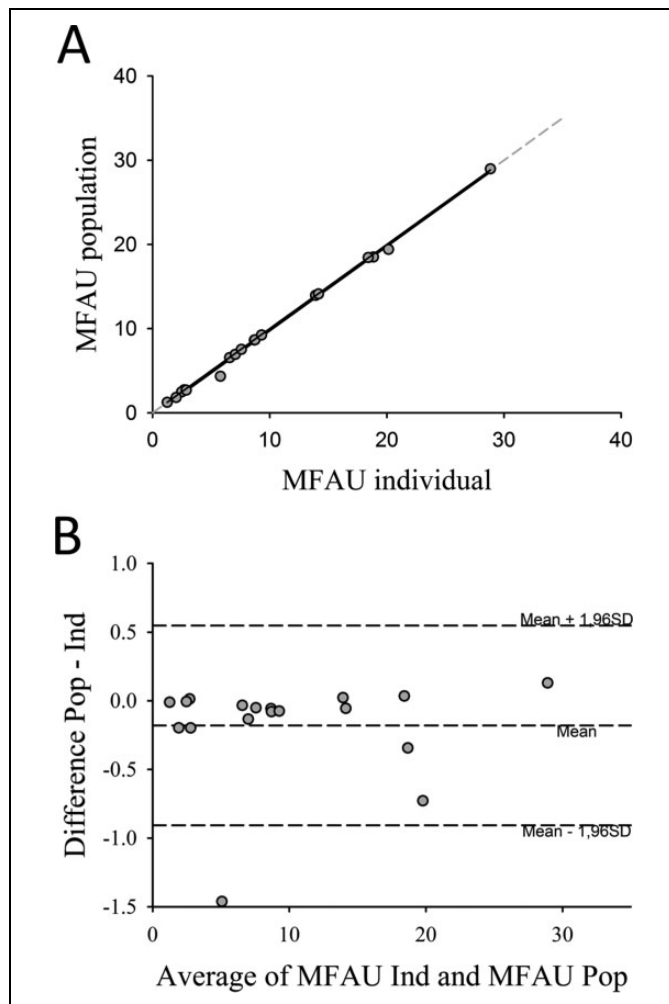 A
40
30
20
10
0
MFAU population
0 10 20 30 40
MFAU individual
B
1.0
0.5
0.0
-0.5
-1.0
-1.5
Difference Pop - Ind
Mean + 1,96SD
Mean
Mean - 1,96SD
0 10 20 30
Average of MFAU Ind and MFAU Pop